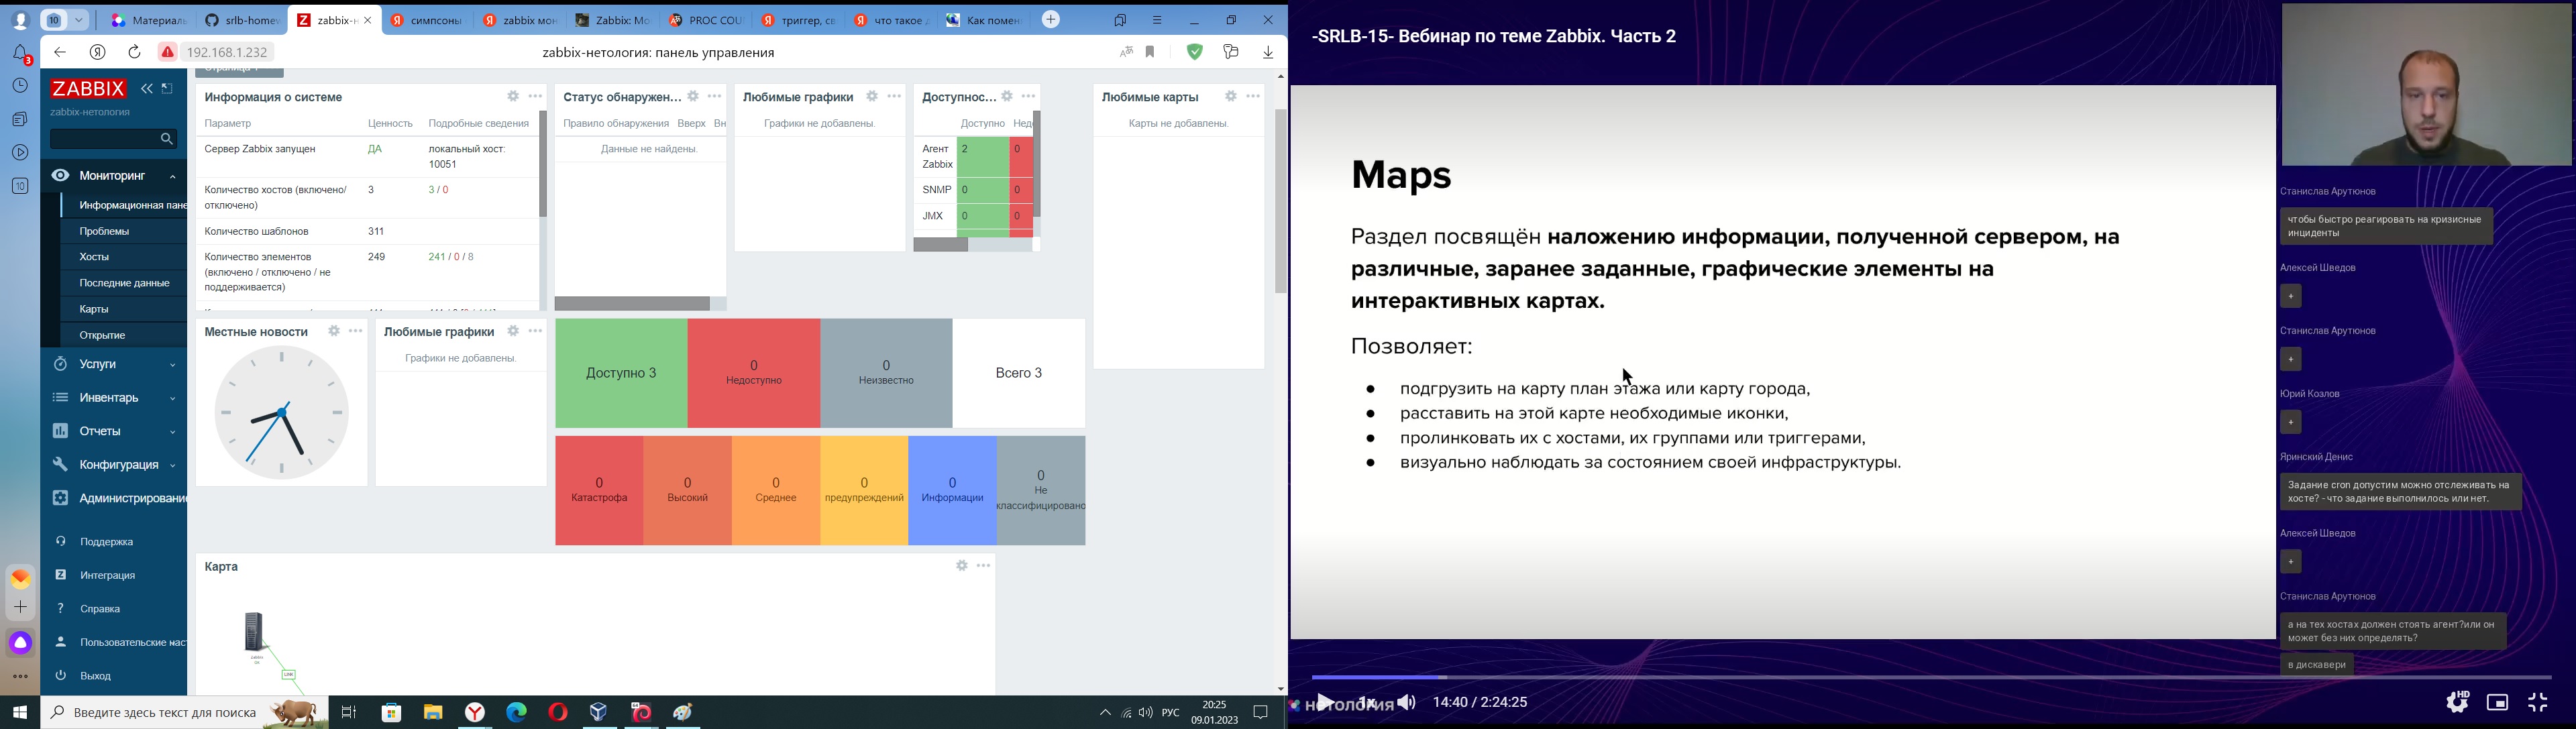 10
Материаль
srlb-homew
zabbix-н
симпсоны
zabbix мон
Zabbix: Мо
PROC COU
триггер, св
что такое д
Как помен
192.168.1.232
zabbix-нетология: панель управления
3
10
ZABBIX
zabbix-нетология
Мониторинг
Информационная пане
Проблемы
Хосты
Последние данные
Карты
Открытие
Услуги
Инвентарь
Отчеты
Конфигурация
Администрировани
Поддержка
Интеграция
Справка
Пользовательские нас
Выход
Информация о системе
Параметр Ценность Подробные сведения
Сервер Zabbix запущен ДА локальный хост: 10051
Количество хостов (включено/отключено) 3 3 / 0
Количество шаблонов 311
Количество элементов (включено / отключено / не поддерживается) 249 241 / 0 / 8
Статус обнаружен...
Правило обнаружения Вверх Вн
Данные не найдены.
Любимые графики
Графики не добавлены.
Доступнос...
Доступно Недо
Агент Zabbix 2 0
SNMP 0 0
JMX 0 0
Любимые карты
Карты не добавлены.
Местные новости
Любимые графики
Графики не добавлены.
Доступно 3
0 Недоступно
0 Неизвестно
Всего 3
0 Катастрофа
0 Высокий
0 Среднее
0 предупреждений
0 Информации
0 Не классифицировано
Карта
Введите здесь текст для поиска
РУС
20:25
09.01.2023
-SRLB-15- Вебинар по теме Zabbix. Часть 2
Maps
Раздел посвящён наложению информации, полученной сервером, на
различные, заранее заданные, графические элементы на
интерактивных картах.
Позволяет:
● подгрузить на карту план этажа или карту города,
● расставить на этой карте необходимые иконки,
● пролинковать их с хостами, их группами или триггерами,
● визуально наблюдать за состоянием своей инфраструктуры.
Станислав Арутюнов
чтобы быстро реагировать на кризисные
инциденты
Алексей Шведов
+
Станислав Арутюнов
+
Юрий Козлов
+
Яринский Денис
Задание cron допустим можно отслеживать на
хосте? - что задание выполнилось или нет.
Алексей Шведов
+
Станислав Арутюнов
а на тех хостах должен стоять агент?или он
может без них определять?
в дискавери
нетология
1x
14:40 / 2:24:25
HD